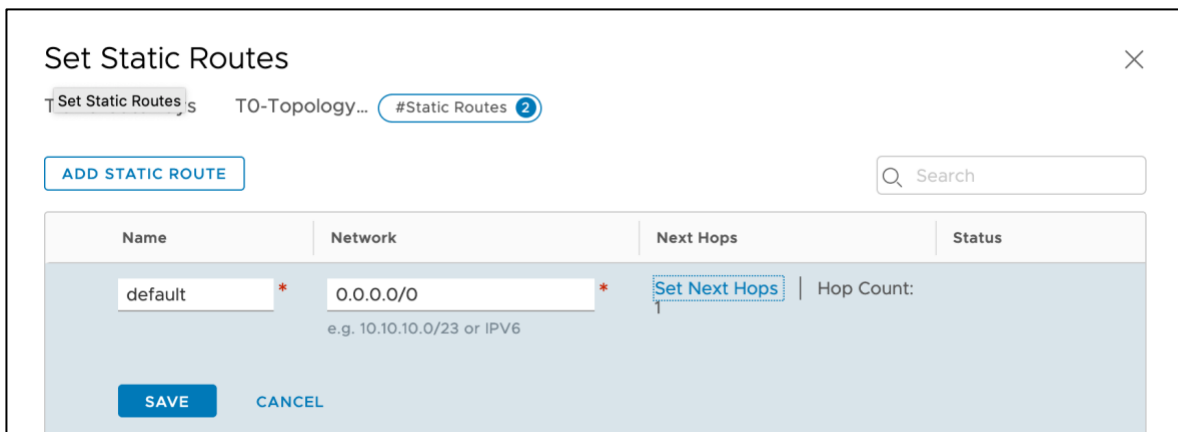 Set Static Routes
Set Static Routes s T0-Topology... #Static Routes 2
ADD STATIC ROUTE
Search
Name Network Next Hops Status
default * 0.0.0.0/0 * Set Next Hops | Hop Count: 1
e.g. 10.10.10.0/23 or IPV6
SAVE CANCEL